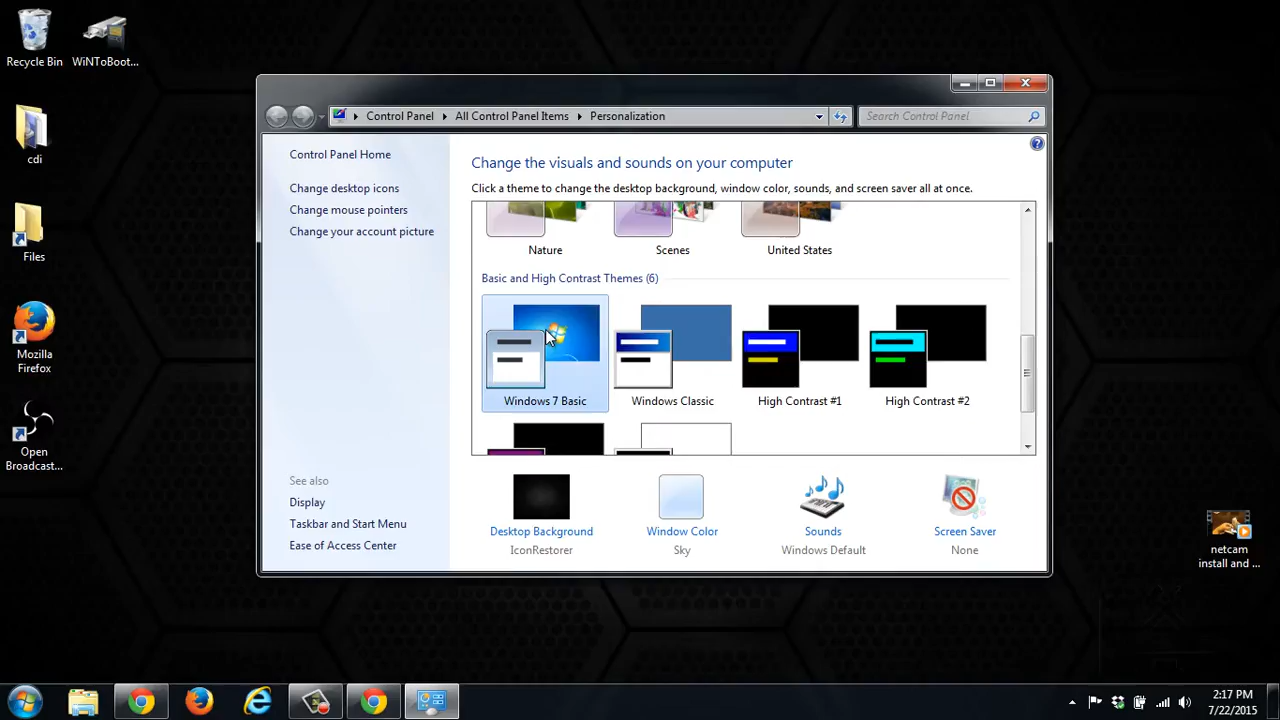 Recycle Bin
WiNToBoot...
cdi
Files
Mozilla
Firefox
Open
Broadcast...
Control Panel
All Control Panel Items
Personalization
Search Control Panel
Control Panel Home
Change desktop icons
Change mouse pointers
Change your account picture
See also
Display
Taskbar and Start Menu
Ease of Access Center
Change the visuals and sounds on your computer
Click a theme to change the desktop background, window color, sounds, and screen saver all at once.
Nature
Scenes
United States
Basic and High Contrast Themes (6)
Windows 7 Basic
Windows Classic
High Contrast #1
High Contrast #2
Desktop Background
IconRestorer
Window Color
Sky
Sounds
Windows Default
Screen Saver
None
netcam
install and ...
2:17 PM
7/22/2015